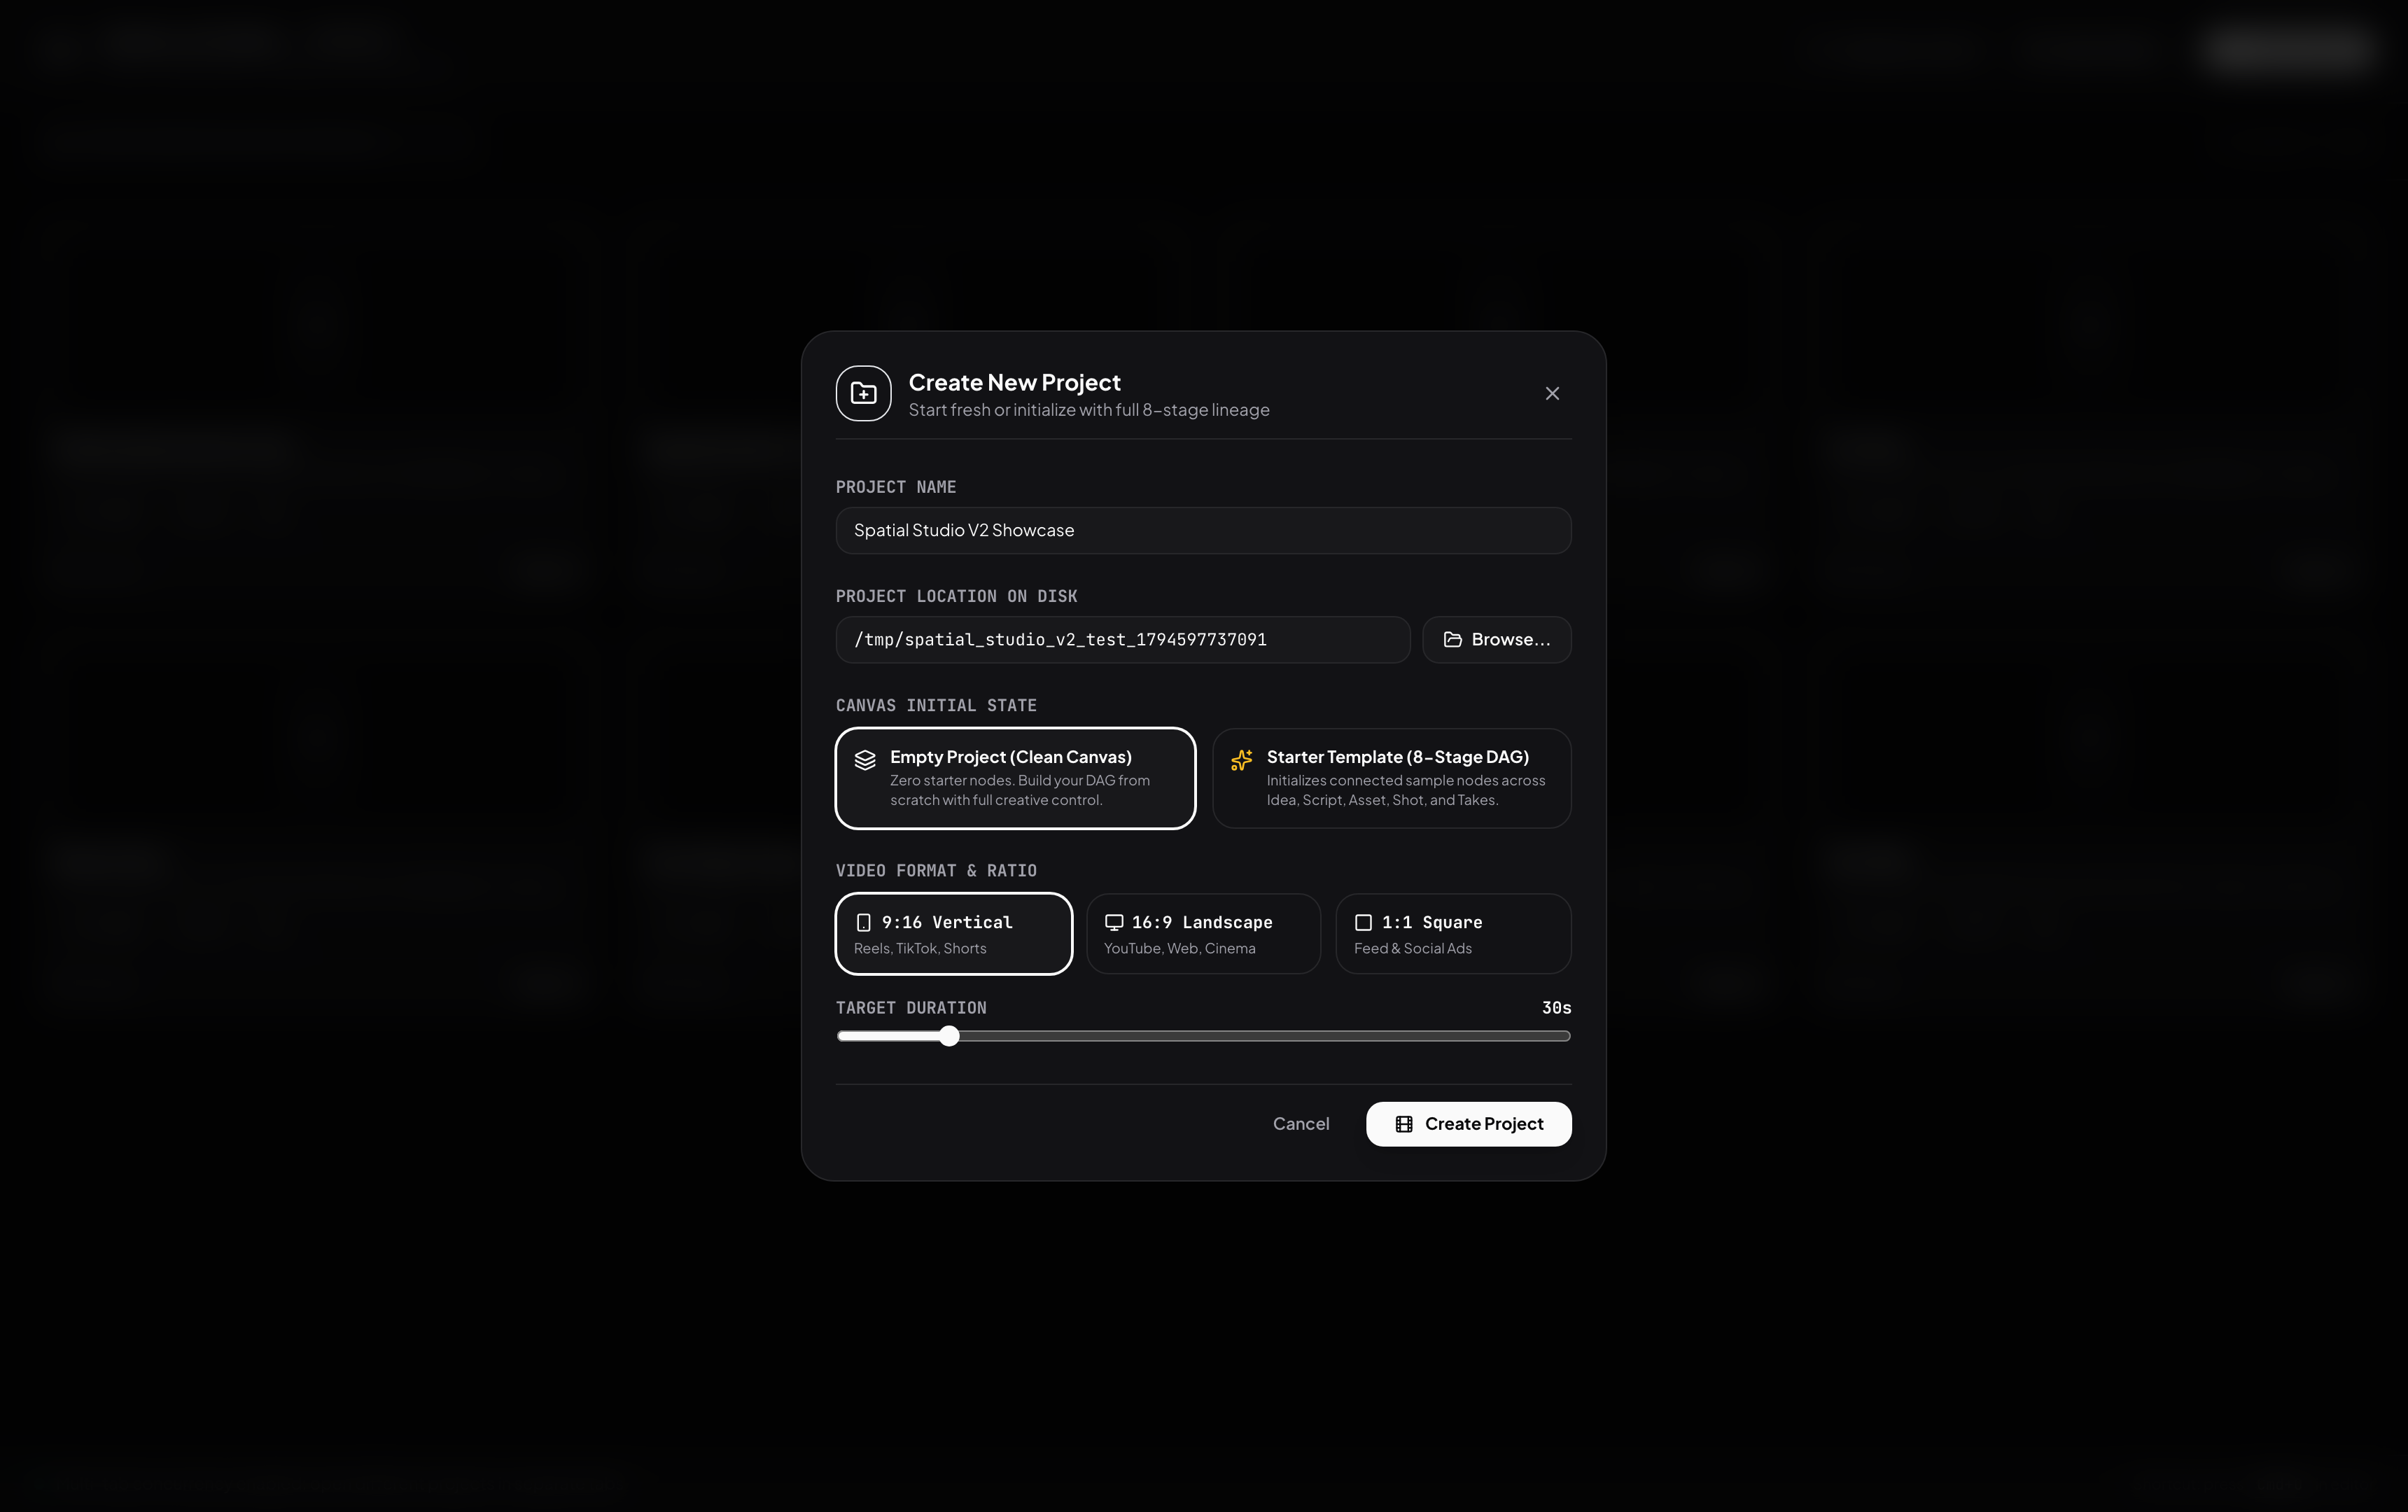 Create New Project
Start fresh or initialize with full 8-stage lineage
PROJECT NAME
Spatial Studio V2 Showcase
PROJECT LOCATION ON DISK
/tmp/spatial_studio_v2_test_1794597737091
Browse...
CANVAS INITIAL STATE
Empty Project (Clean Canvas)
Zero starter nodes. Build your DAG from
scratch with full creative control.
Starter Template (8-Stage DAG)
Initializes connected sample nodes across
Idea, Script, Asset, Shot, and Takes.
VIDEO FORMAT & RATIO
9:16 Vertical
Reels, TikTok, Shorts
16:9 Landscape
YouTube, Web, Cinema
1:1 Square
Feed & Social Ads
TARGET DURATION
30s
Cancel
Create Project